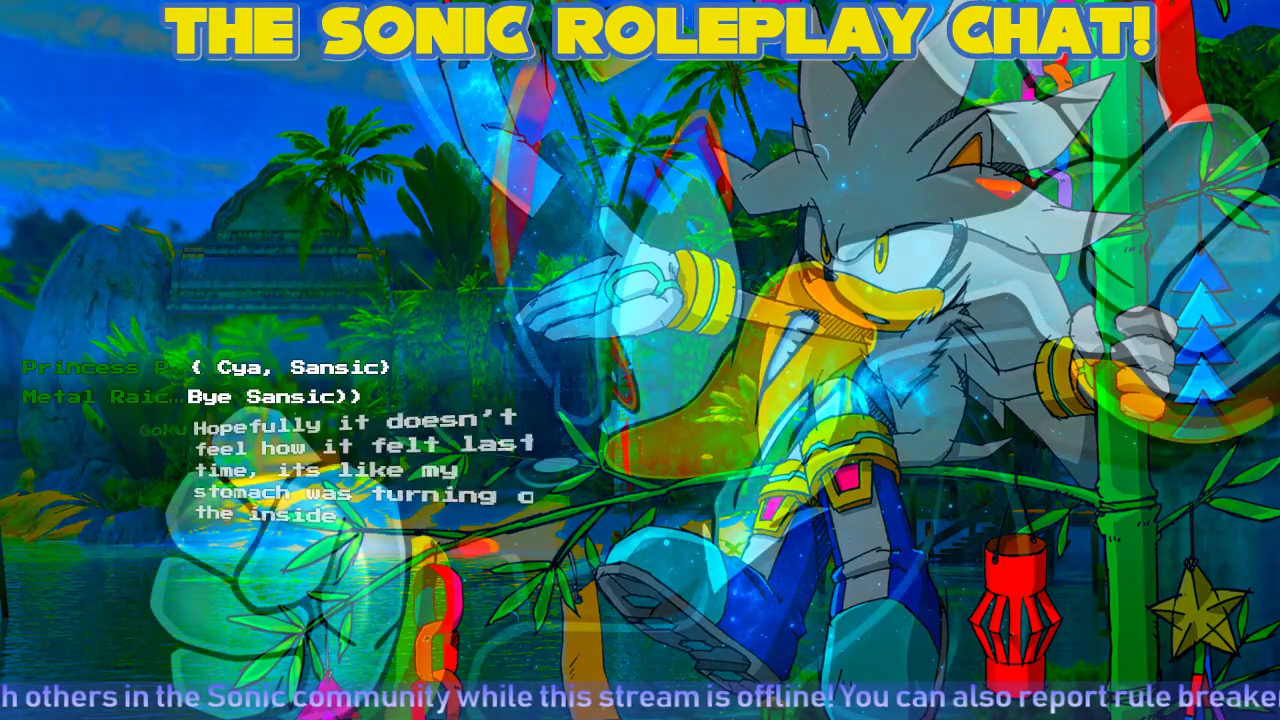 THE SONIC ROLEPLAY CHAT!
Princess P… ( Cya, Sansic)
Metal Raic… Bye Sansic))
Goku Hopefully it doesn't
feel how it felt last
time, its like my
stomach was turning o
the inside.
h others in the Sonic community while this stream is offline! You can also report rule breake